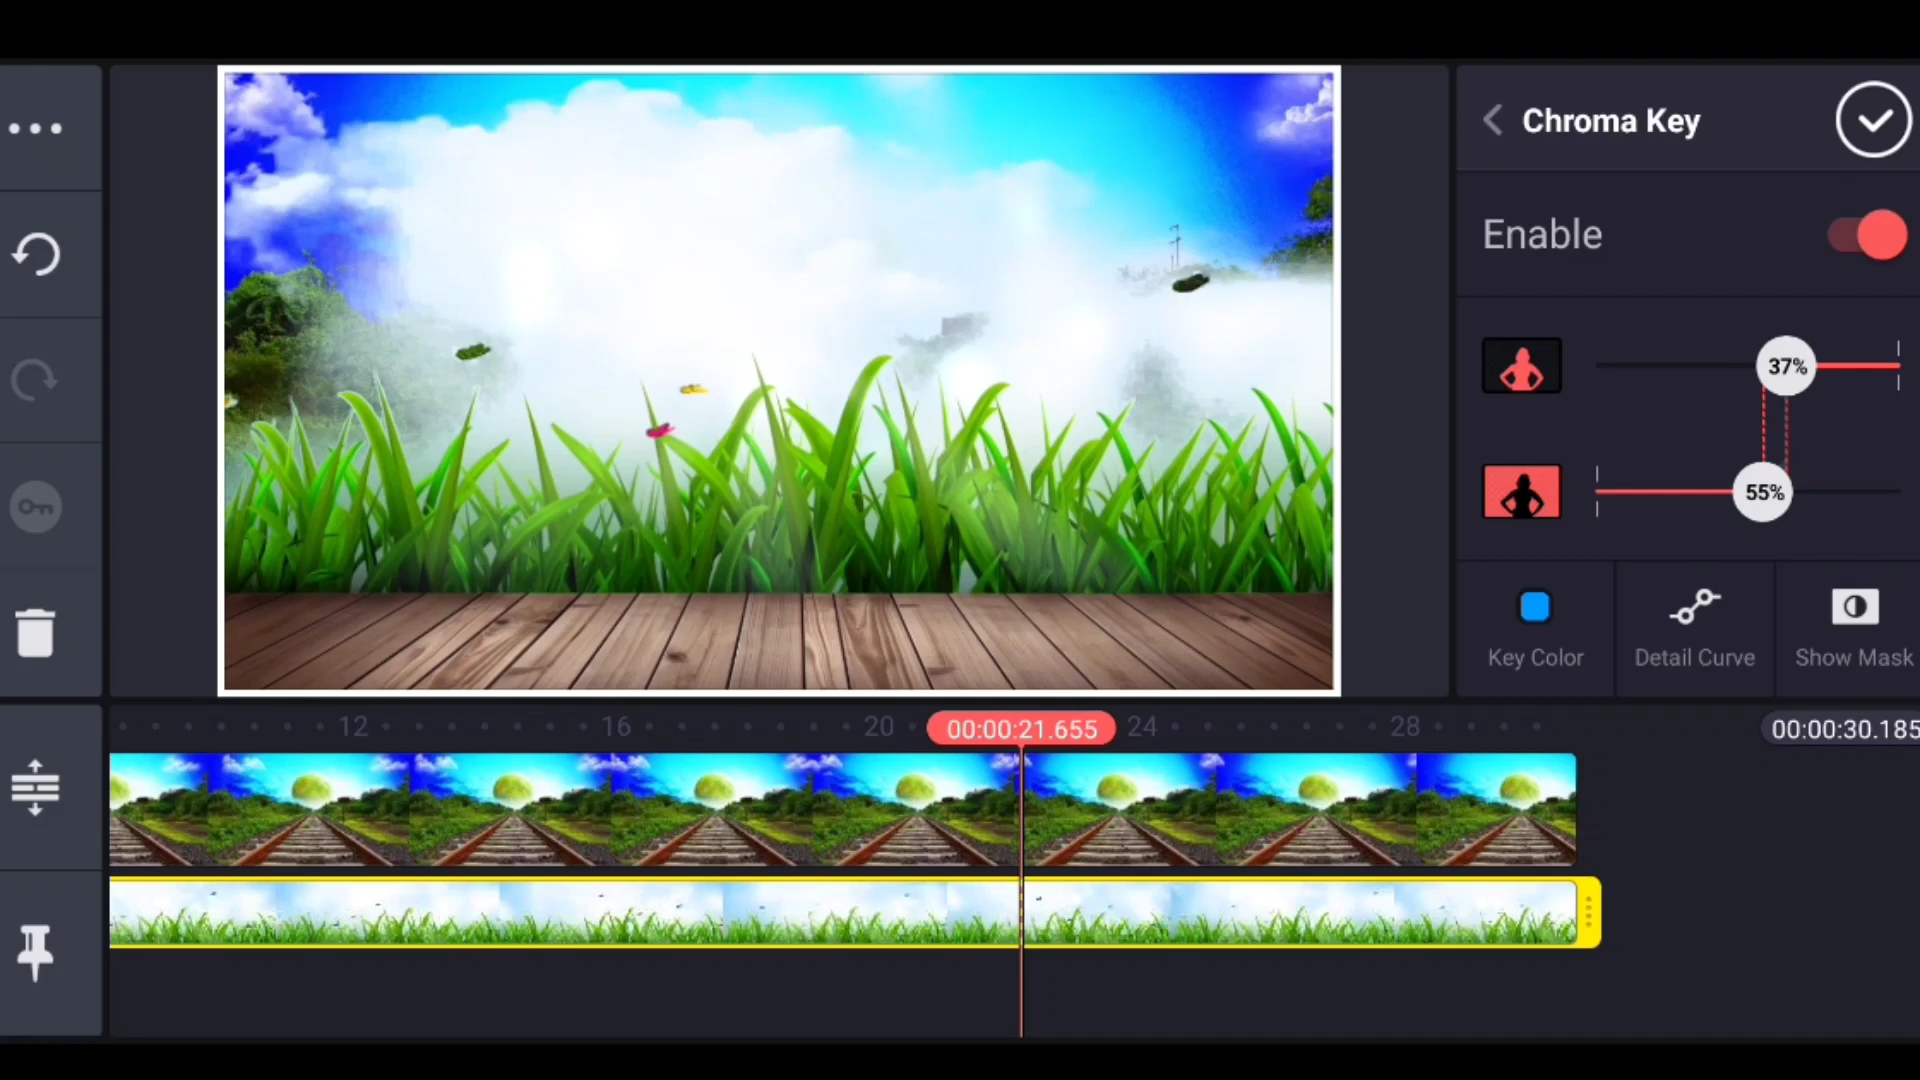 Chroma Key
Enable
37%
55%
Key Color
Detail Curve
Show Mask
12
16
20
00:00:21.655
24
28
00:00:30.185